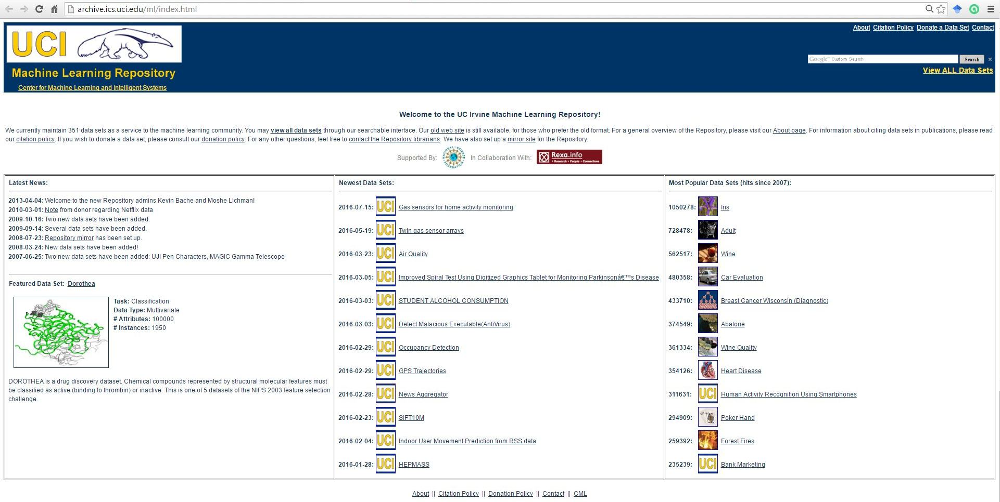 archive.ics.uci.edu/ml/index.html
UCI
Machine Learning Repository
Center for Machine Learning and Intelligent Systems
About Citation Policy Donate a Data Set Contact
Google™ Custom Search Search ×
View ALL Data Sets
Welcome to the UC Irvine Machine Learning Repository!
We currently maintain 351 data sets as a service to the machine learning community. You may view all data sets through our searchable interface. Our old web site is still available, for those who prefer the old format. For a general overview of the Repository, please visit our About page. For information about citing data sets in publications, please read
our citation policy. If you wish to donate a data set, please consult our donation policy. For any other questions, feel free to contact the Repository librarians. We have also set up a mirror site for the Repository.
Supported By: NATIONAL SCIENCE FOUNDATION In Collaboration With: Rexa.info
• Research • People • Connections
Latest News:
2013-04-04: Welcome to the new Repository admins Kevin Bache and Moshe Lichman!
2010-03-01: Note from donor regarding Netflix data
2009-10-16: Two new data sets have been added.
2009-09-14: Several data sets have been added.
2008-07-23: Repository mirror has been set up.
2008-03-24: New data sets have been added!
2007-06-25: Two new data sets have been added: UJI Pen Characters, MAGIC Gamma Telescope
Featured Data Set: Dorothea
Task: Classification
Data Type: Multivariate
# Attributes: 100000
# Instances: 1950
DOROTHEA is a drug discovery dataset. Chemical compounds represented by structural molecular features must
be classified as active (binding to thrombin) or inactive. This is one of 5 datasets of the NIPS 2003 feature selection
challenge.
Newest Data Sets:
2016-07-15: UCI Gas sensors for home activity monitoring
2016-05-19: UCI Twin gas sensor arrays
2016-03-23: UCI Air Quality
2016-03-05: UCI Improved Spiral Test Using Digitized Graphics Tablet for Monitoring Parkinsonâ€™s Disease
2016-03-03: UCI STUDENT ALCOHOL CONSUMPTION
2016-03-03: UCI Detect Malacious Executable(AntiVirus)
2016-02-29: UCI Occupancy Detection
2016-02-29: UCI GPS Trajectories
2016-02-28: UCI News Aggregator
2016-02-23: UCI SIFT10M
2016-02-04: UCI Indoor User Movement Prediction from RSS data
2016-01-28: UCI HEPMASS
Most Popular Data Sets (hits since 2007):
1050278: Iris
728478: Adult
562517: Wine
480358: Car Evaluation
433710: Breast Cancer Wisconsin (Diagnostic)
374549: Abalone
361334: Wine Quality
354126: Heart Disease
311631: UCI Human Activity Recognition Using Smartphones
294909: Poker Hand
259392: Forest Fires
235239: UCI Bank Marketing
About || Citation Policy || Donation Policy || Contact || CML